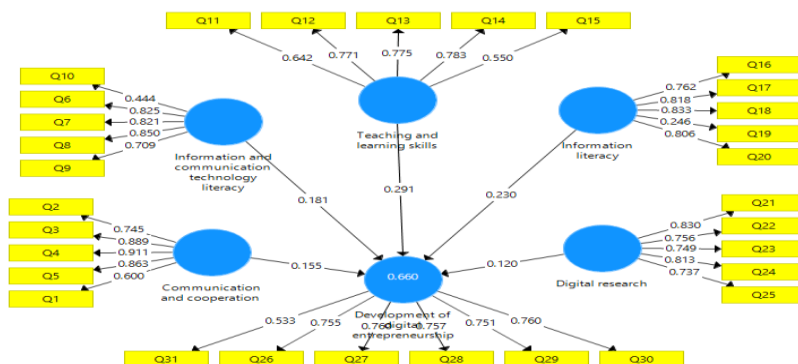 Q11
Q12
Q13
Q14
Q15
0.642
0.771
0.775
0.783
0.550
Q10
Q6
Q7
Q8
Q9
0.444
0.825
0.821
0.850
0.709
Information and
communication
technology
literacy
Teaching and
learning skills
Q16
Q17
Q18
Q19
Q20
0.762
0.818
0.833
0.246
0.806
Information
literacy
0.181
0.291
0.230
Q2
Q3
Q4
Q5
Q1
0.745
0.889
0.911
0.863
0.600
Communication
and cooperation
0.155
0.660
0.120
Q21
Q22
Q23
Q24
Q25
0.830
0.756
0.749
0.813
0.737
Digital research
Development of
digital
entrepreneurship
0.533
0.755
0.757
0.751
0.760
Q31
Q26
Q27
Q28
Q29
Q30